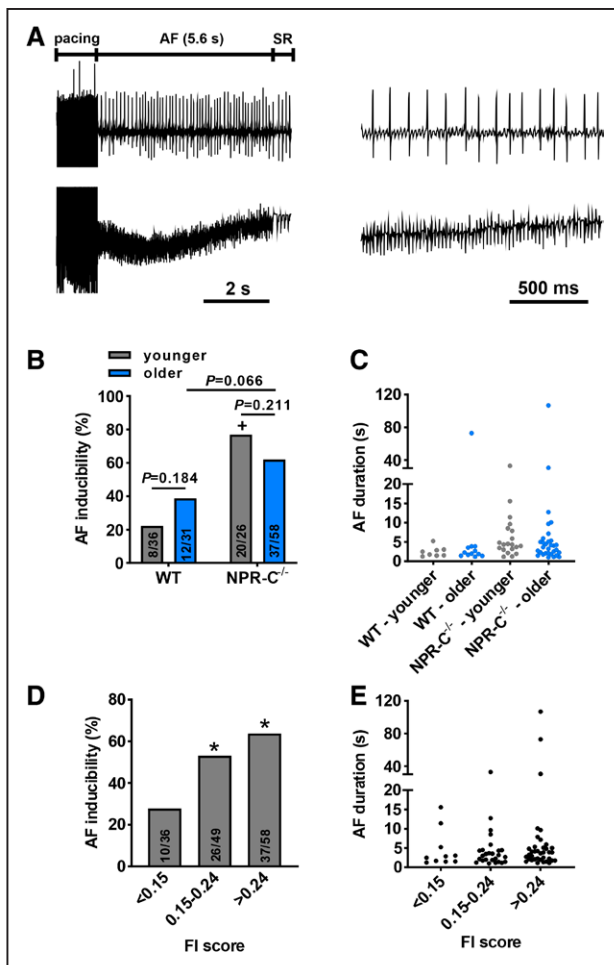 A
pacing AF (5.6 s) SR
2 s
500 ms
B
younger
older
P=0.066
P=0.211
+
P=0.184
AF inducibility (%)
100
80
60
40
20
0
8/36
12/31
20/26
37/58
WT
NPR-C-/-
C
AF duration (s)
120
80
40
20
15
10
5
0
WT - younger
WT - older
NPR-C-/- - younger
NPR-C-/- - older
D
AF inducibility (%)
80
60
40
20
0
*
*
10/36
26/49
37/58
<0.15
0.15-0.24
>0.24
FI score
E
AF duration (s)
120
80
40
20
15
10
5
0
<0.15
0.15-0.24
>0.24
FI score